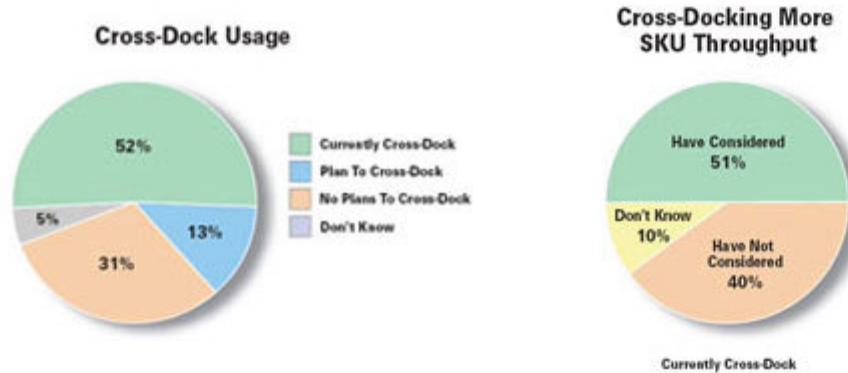 Cross-Dock Usage
52%
5%
13%
31%
Currently Cross-Dock
Plan To Cross-Dock
No Plans To Cross-Dock
Don't Know
Cross-Docking More
SKU Throughput
Have Considered
51%
Don't Know
10%
Have Not
Considered
40%
Currently Cross-Dock